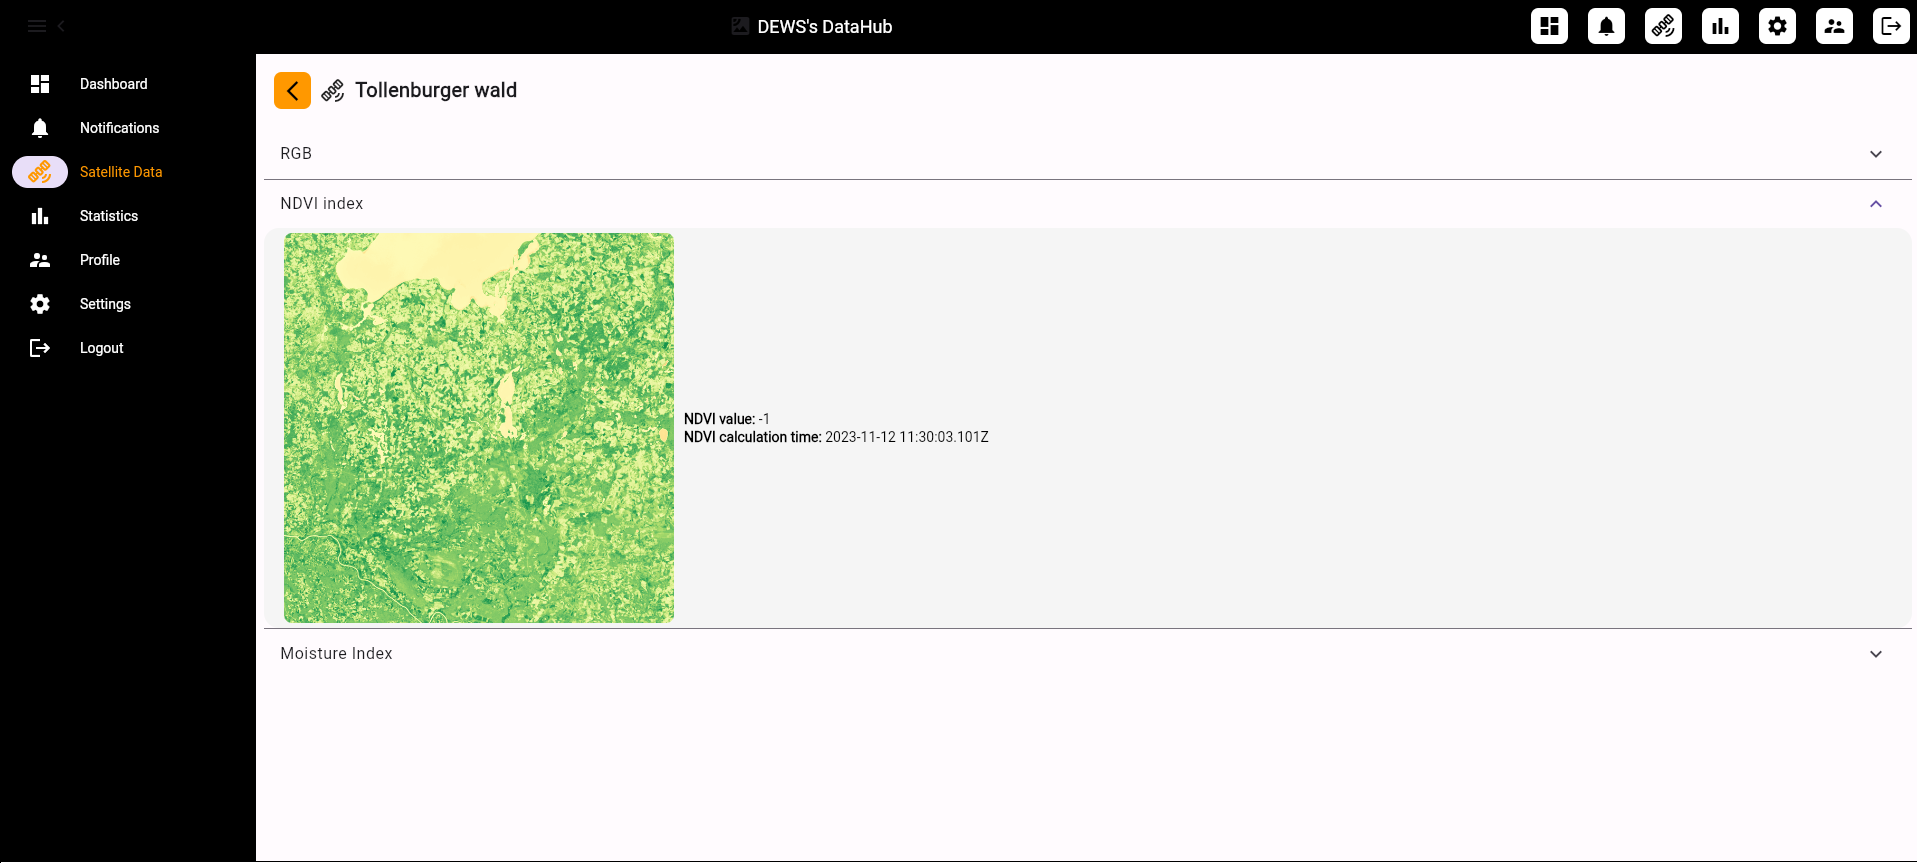 DEWS's DataHub
Dashboard
Notifications
Satellite Data
Statistics
Profile
Settings
Logout
Tollenburger wald
RGB
NDVI index
NDVI value: -1
NDVI calculation time: 2023-11-12 11:30:03.101Z
Moisture Index